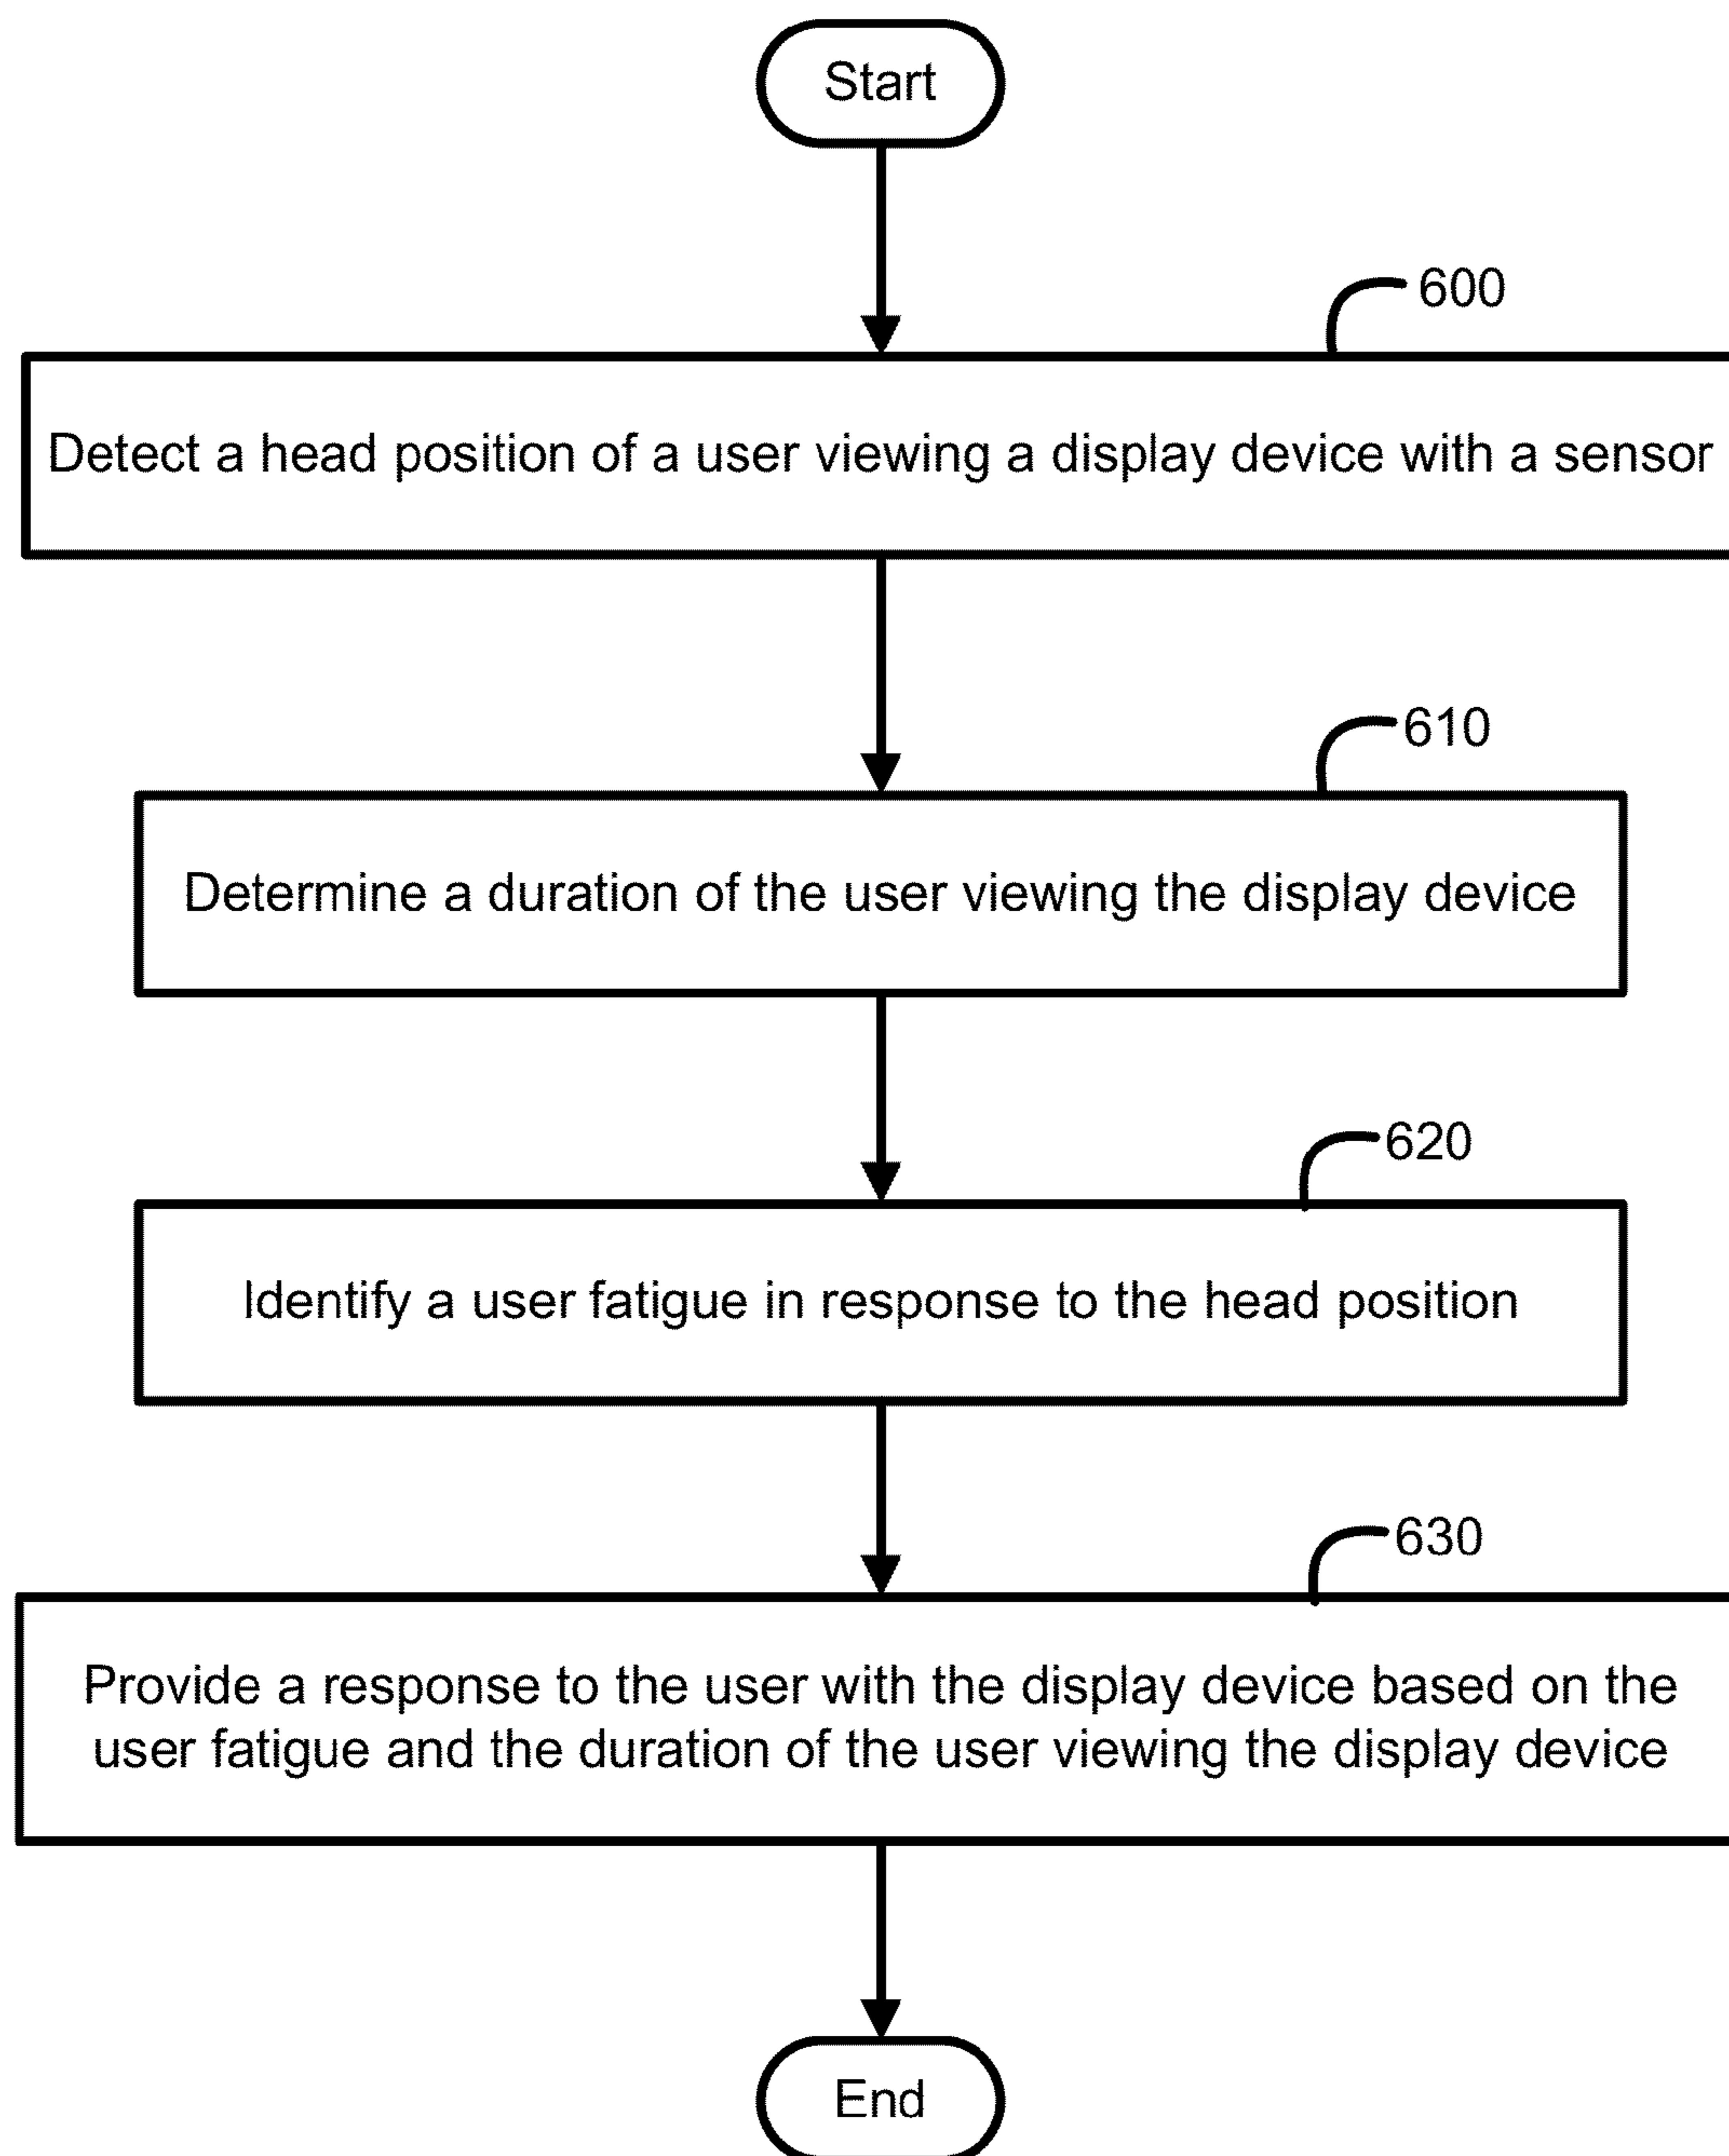 Start
600
Detect a head position of a user viewing a display device with a sensor
610
Determine a duration of the user viewing the display device
620
Identify a user fatigue in response to the head position
630
Provide a response to the user with the display device based on the
user fatigue and the duration of the user viewing the display device
End